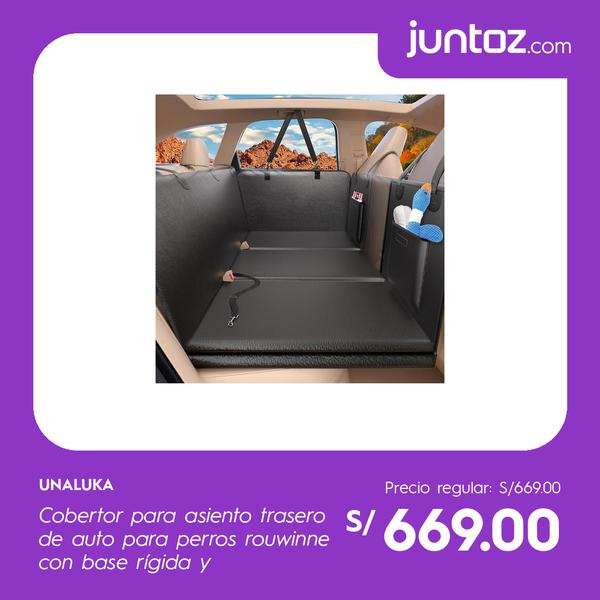 juntoz.com
UNALUKA
Cobertor para asiento trasero
de auto para perros rouwinne
con base rígida y
Precio regular: S/669.00
S/ 669.00